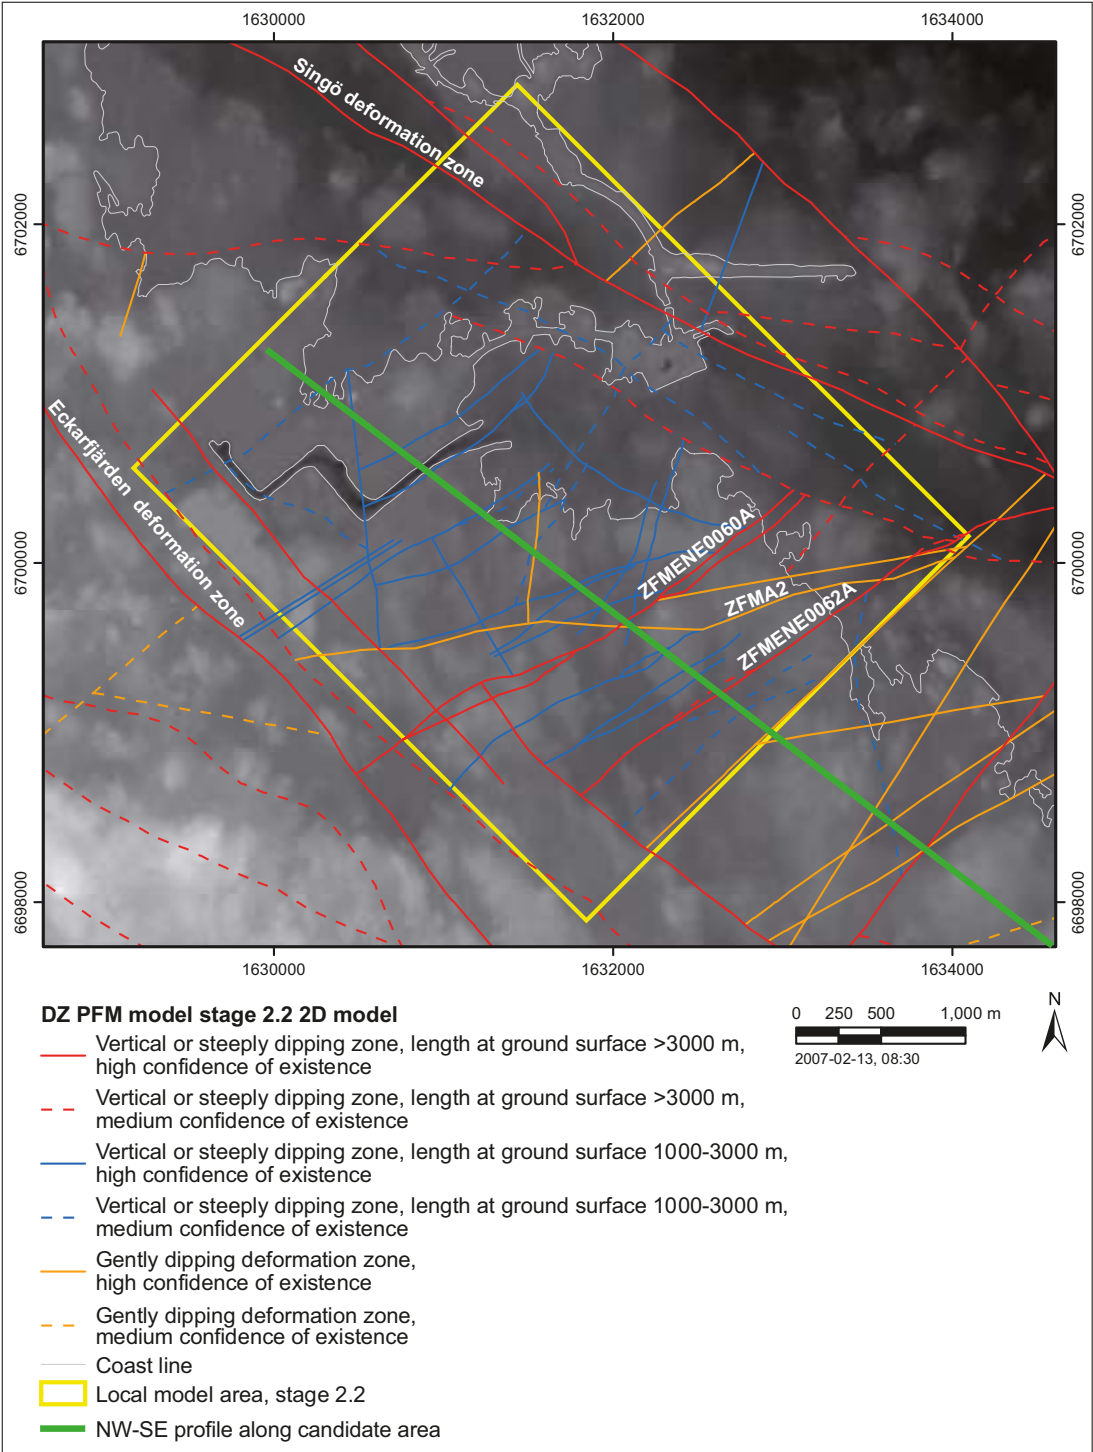 1630000
1632000
1634000
Singö deformation zone
6702000
6702000
Eckarfjärden deformation zone
ZFMENE0060A
6700000
6700000
ZFMA2
ZFMENE0062A
6698000
6698000
1630000
1632000
1634000
DZ PFM model stage 2.2 2D model
Vertical or steeply dipping zone, length at ground surface >3000 m,
high confidence of existence
Vertical or steeply dipping zone, length at ground surface >3000 m,
medium confidence of existence
Vertical or steeply dipping zone, length at ground surface 1000-3000 m,
high confidence of existence
Vertical or steeply dipping zone, length at ground surface 1000-3000 m,
medium confidence of existence
Gently dipping deformation zone,
high confidence of existence
Gently dipping deformation zone,
medium confidence of existence
Coast line
Local model area, stage 2.2
NW-SE profile along candidate area
0 250 500 1,000 m
2007-02-13, 08:30
N